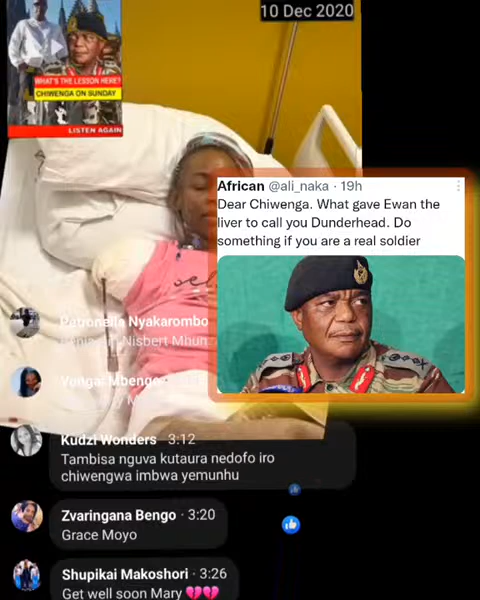 10 Dec 2020
WHAT'S THE LESSON HERE?
CHIWENGA ON SUNDAY
LISTEN AGAIN
African @ali_naka · 19h
Dear Chiwenga. What gave Ewan the
liver to call you Dunderhead. Do
something if you are a real soldier
Petronella Nyakarombo
Nisbert Mhun
Vongai Mbengo
Kudzi Wonders · 3:12
Tambisa nguva kutaura nedofo iro
chiwengwa imbwa yemunhu
Zvaringana Bengo · 3:20
Grace Moyo
Shupikai Makoshori · 3:26
Get well soon Mary 💔💔